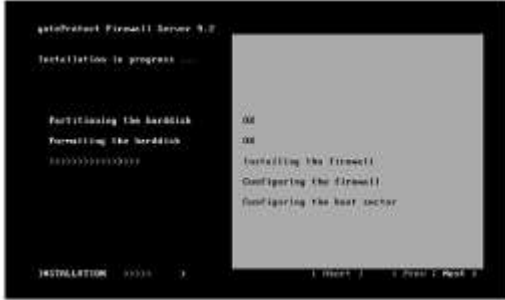 gateProtect Firewall Server 9.2
Installation in progress ...
Partitioning the harddisk OK
Formatting the harddisk OK
>>>>>>>>>>>>>>>>> Installing the firewall
Configuring the firewall
Configuring the boot sector
INSTALLATION >>>>> > [ Abort ] [ Prev | Next ]